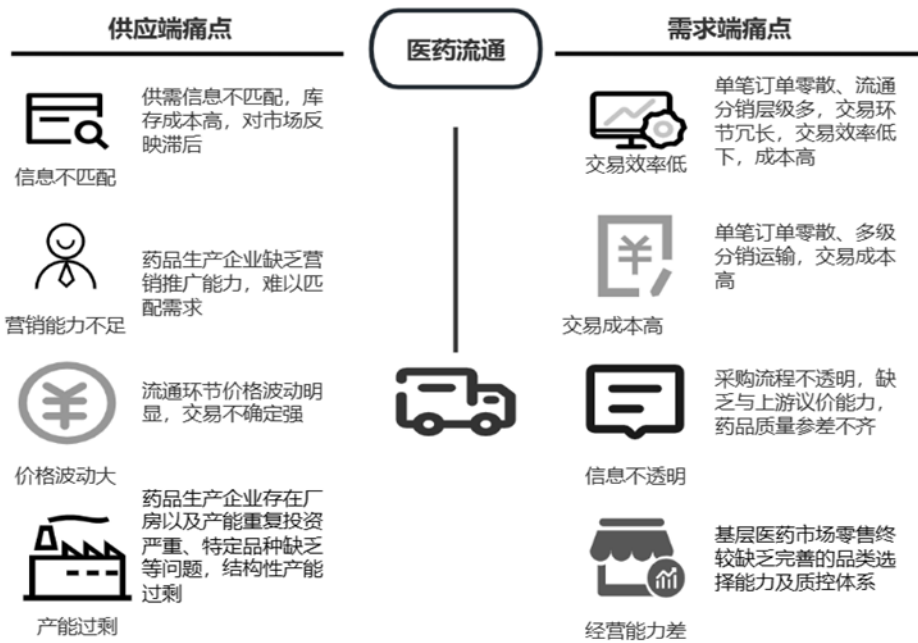 供应端痛点
供需信息不匹配，库
存成本高，对市场反
映滞后
信息不匹配
药品生产企业缺乏营
销推广能力，难以匹
配需求
营销能力不足
流通环节价格波动明
显，交易不确定强
价格波动大
药品生产企业存在厂
房以及产能重复投资
严重、特定品种缺乏
等问题，结构性产能
过剩
产能过剩
医药流通
需求端痛点
单笔订单零散、流通
分销层级多，交易环
节冗长，交易效率低
下，成本高
交易效率低
单笔订单零散、多级
分销运输，交易成本
高
交易成本高
采购流程不透明，缺
乏与上游议价能力，
药品质量参差不齐
信息不透明
基层医药市场零售终
较缺乏完善的品类选
择能力及质控体系
经营能力差